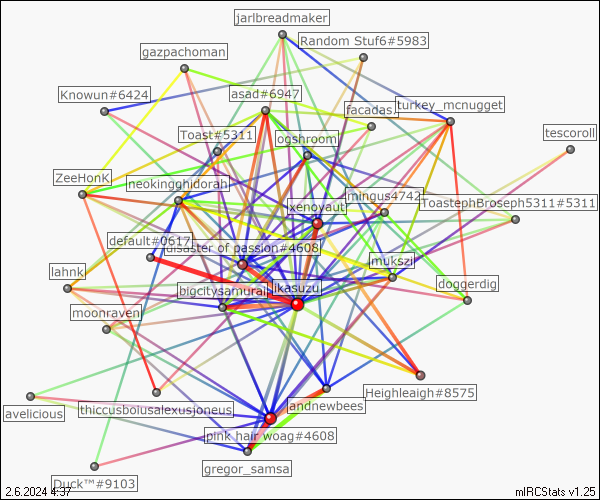 jarlbreadmaker
Random Stuf6#5983
gazpachoman
Knowun#6424
asad#6947
facadas.
turkey_mcnugget
Toast#5311
ogshroom
tescoroll
ZeeHonK
neokingghidorah
mingus4742
xenovaut
ToastephBroseph5311#5311
default#0617
disaster of passion#4608
mukszi
lahnk
bigcitysamurai
ikasuzu
doggerdig
moonraven
Heighleaigh#8575
avelicious
thiccusbolusalexusjoneus
andnewbees
pink hair woag#4608
gregor_samsa
Duck™#9103
2.6.2024 4:37
mIRCStats v1.25